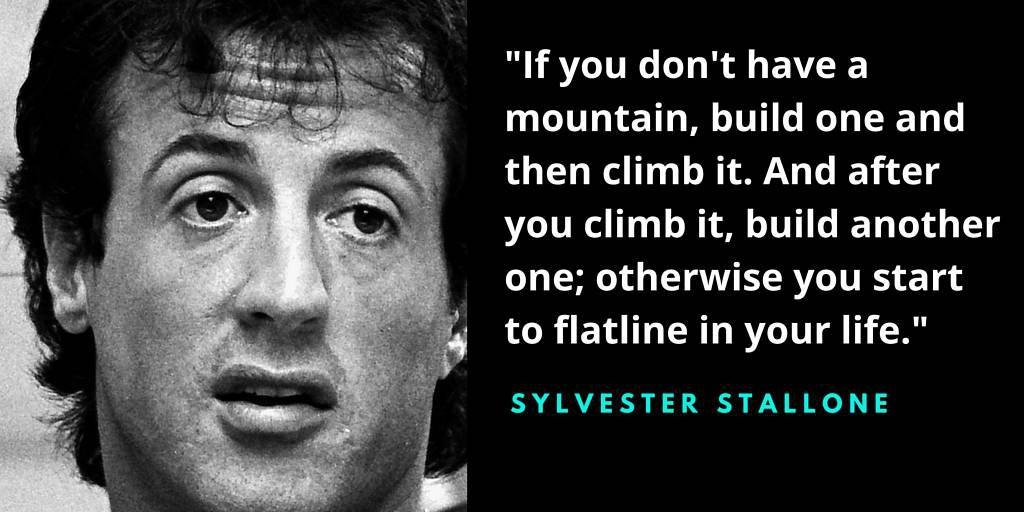 "If you don't have a
mountain, build one and
then climb it. And after
you climb it, build another
one; otherwise you start
to flatline in your life."
SYLVESTER STALLONE